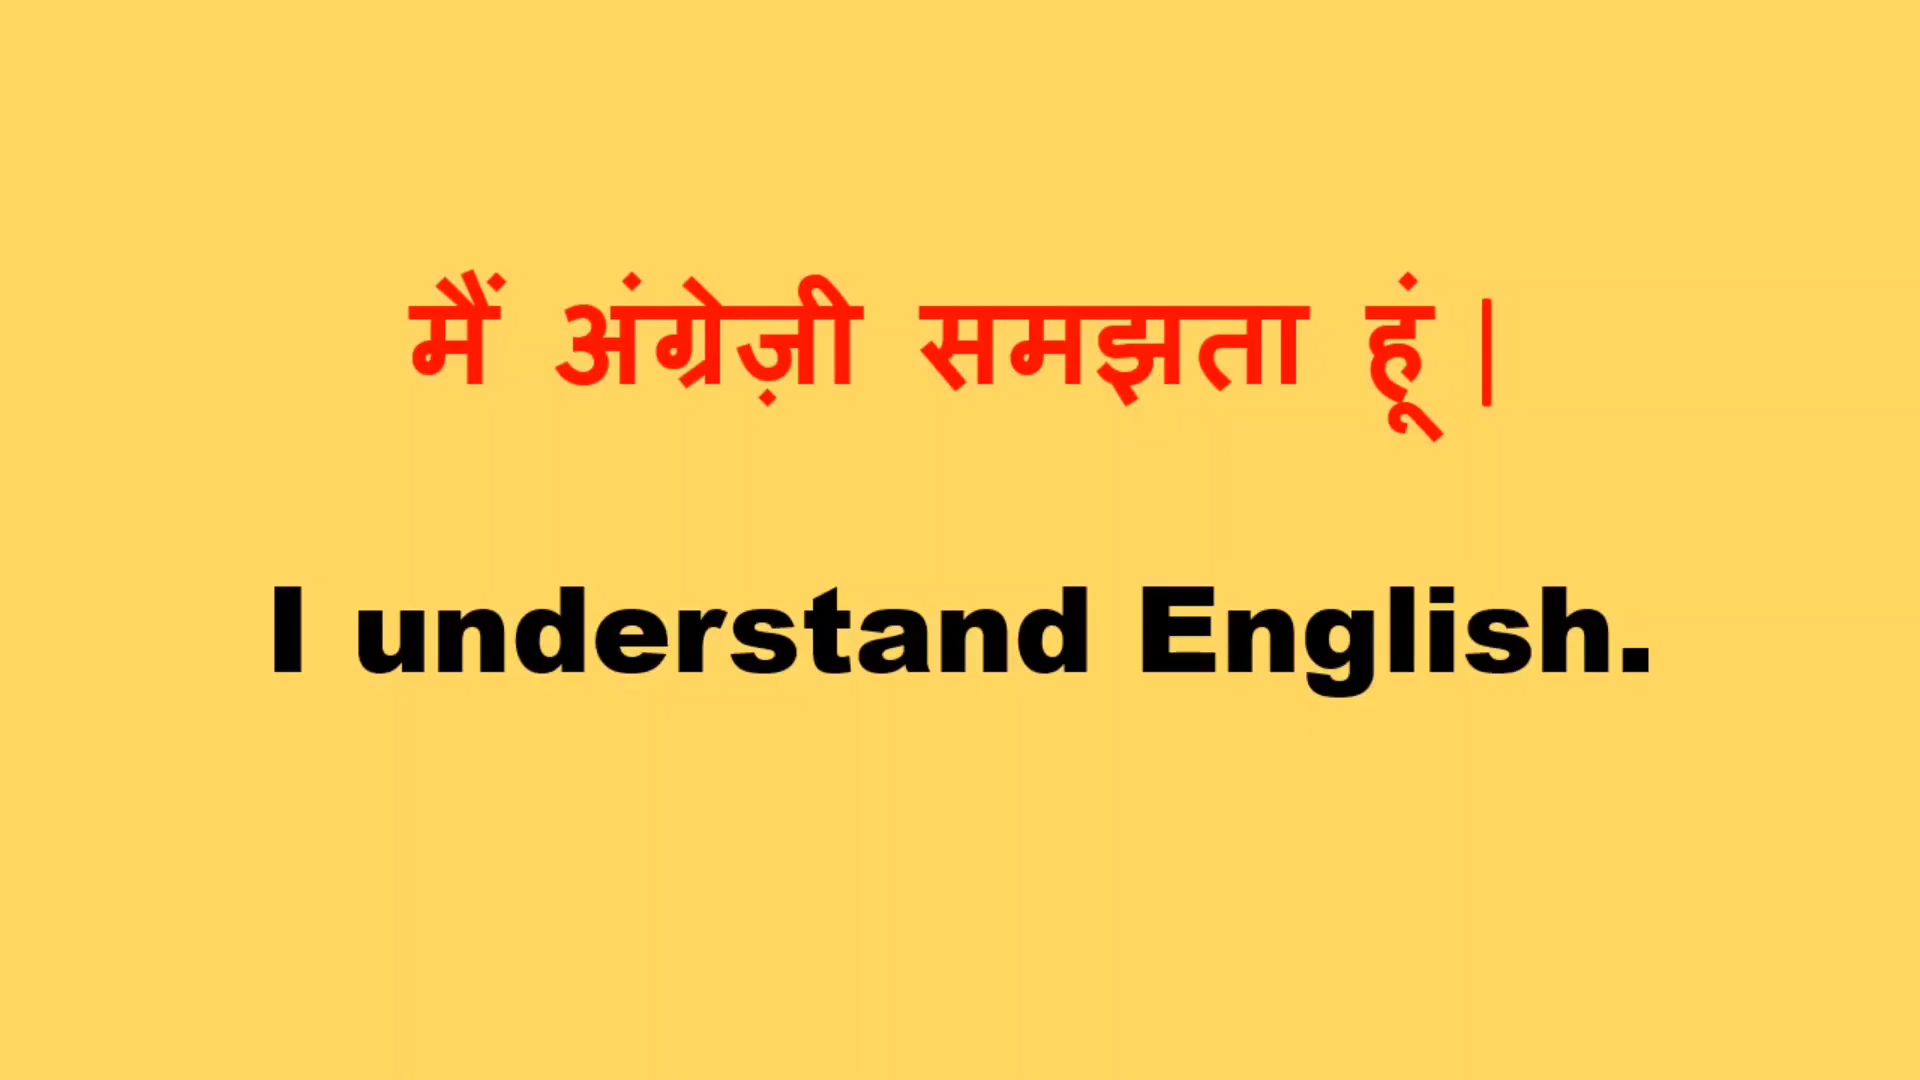 मैं अंग्रेज़ी समझता हूं |
I understand English.